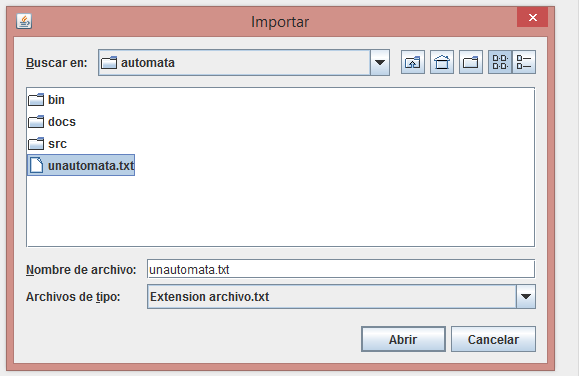 Importar
Buscar en: automata
bin
docs
src
unautomata.txt
Nombre de archivo: unautomata.txt
Archivos de tipo: Extension archivo.txt
Abrir Cancelar